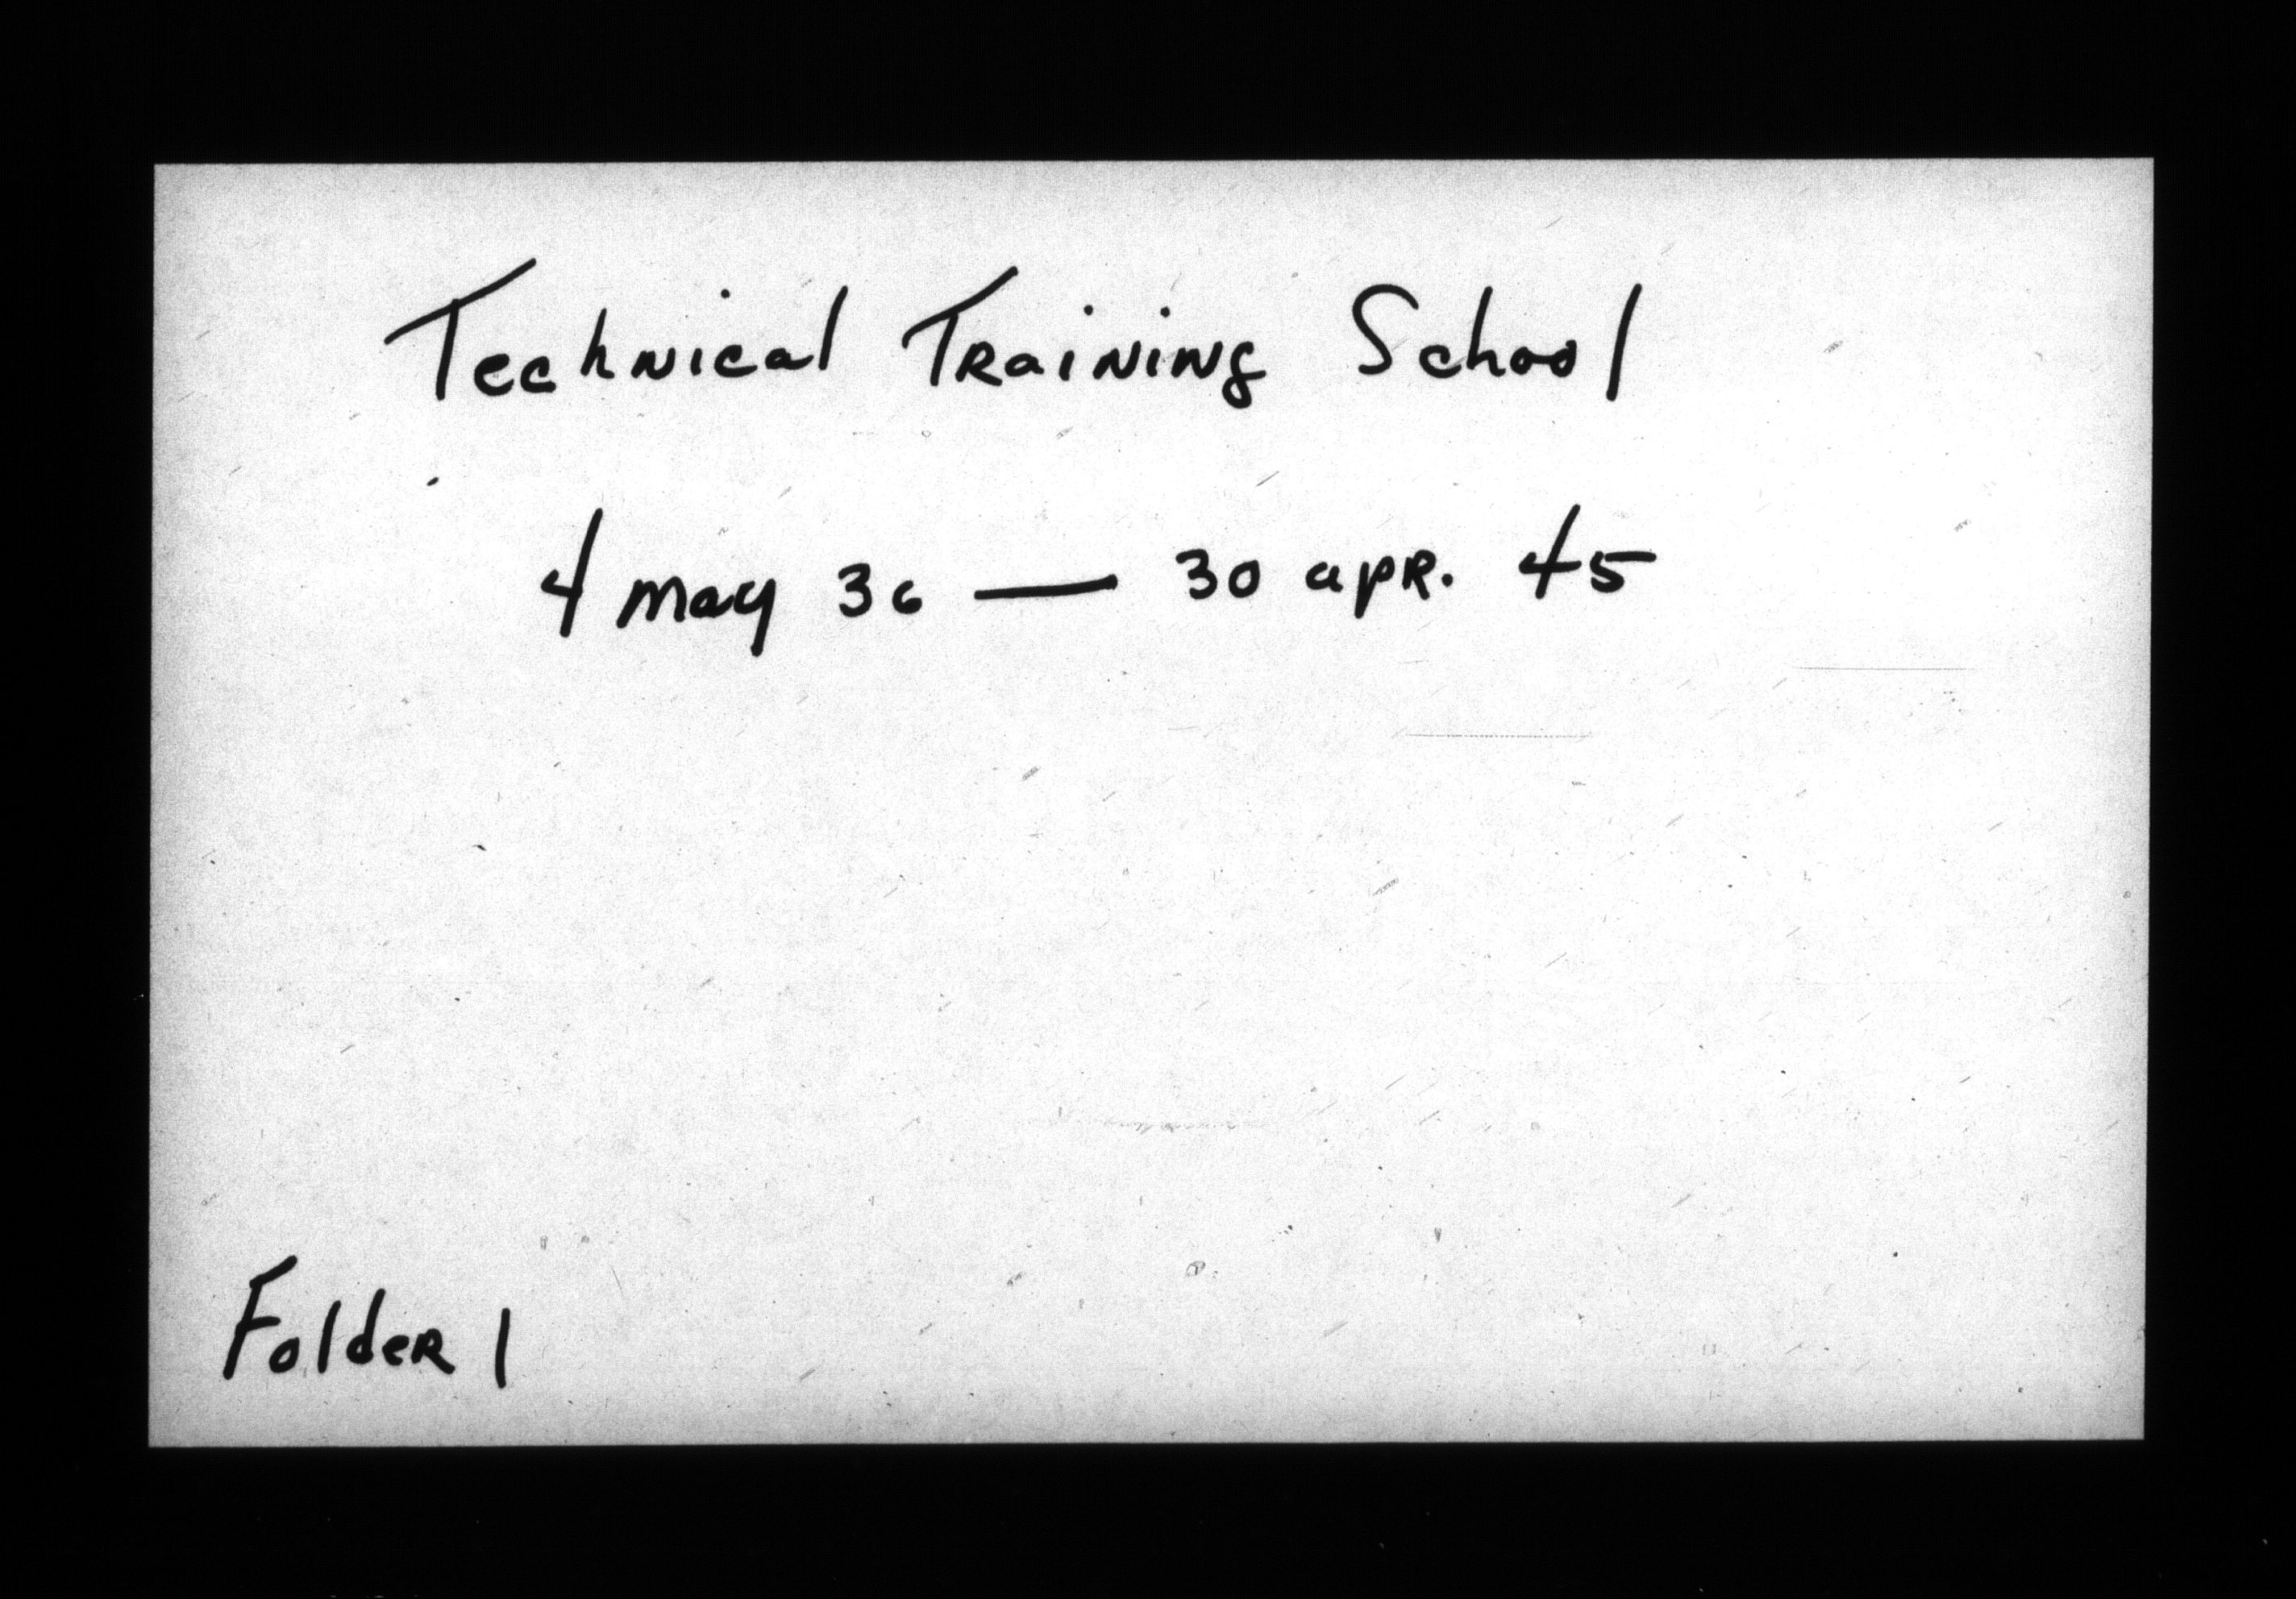 Technical Training School
4 may 36 — 30 apr. 45
Folder 1